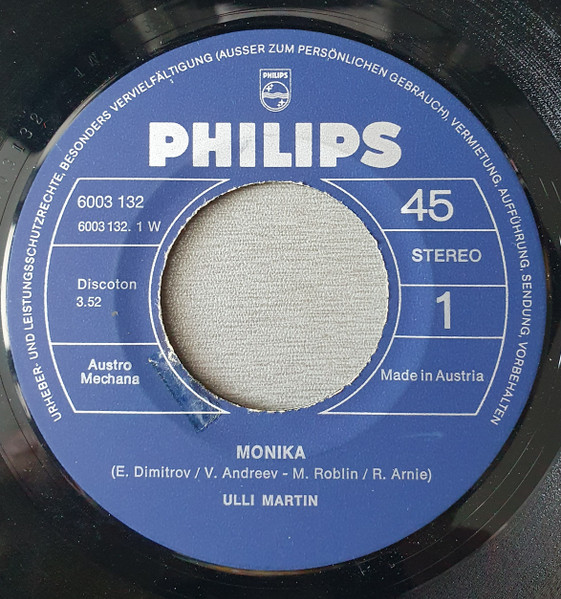 URHEBER- UND LEISTUNGSSCHUTZRECHTE, BESONDERS VERVIELFÄLTIGUNG (AUSSER ZUM PERSÖNLICHEN GEBRAUCH), VERMIETUNG, AUFFÜHRUNG, SENDUNG, VORBEHALTEN
PHILIPS
PHILIPS
6003 132
6003 132. 1 W
45
STEREO
Discoton
3.52
1
Austro
Mechana
Made in Austria
MONIKA
(E. Dimitrov / V. Andreev - M. Roblin / R. Arnie)
ULLI MARTIN